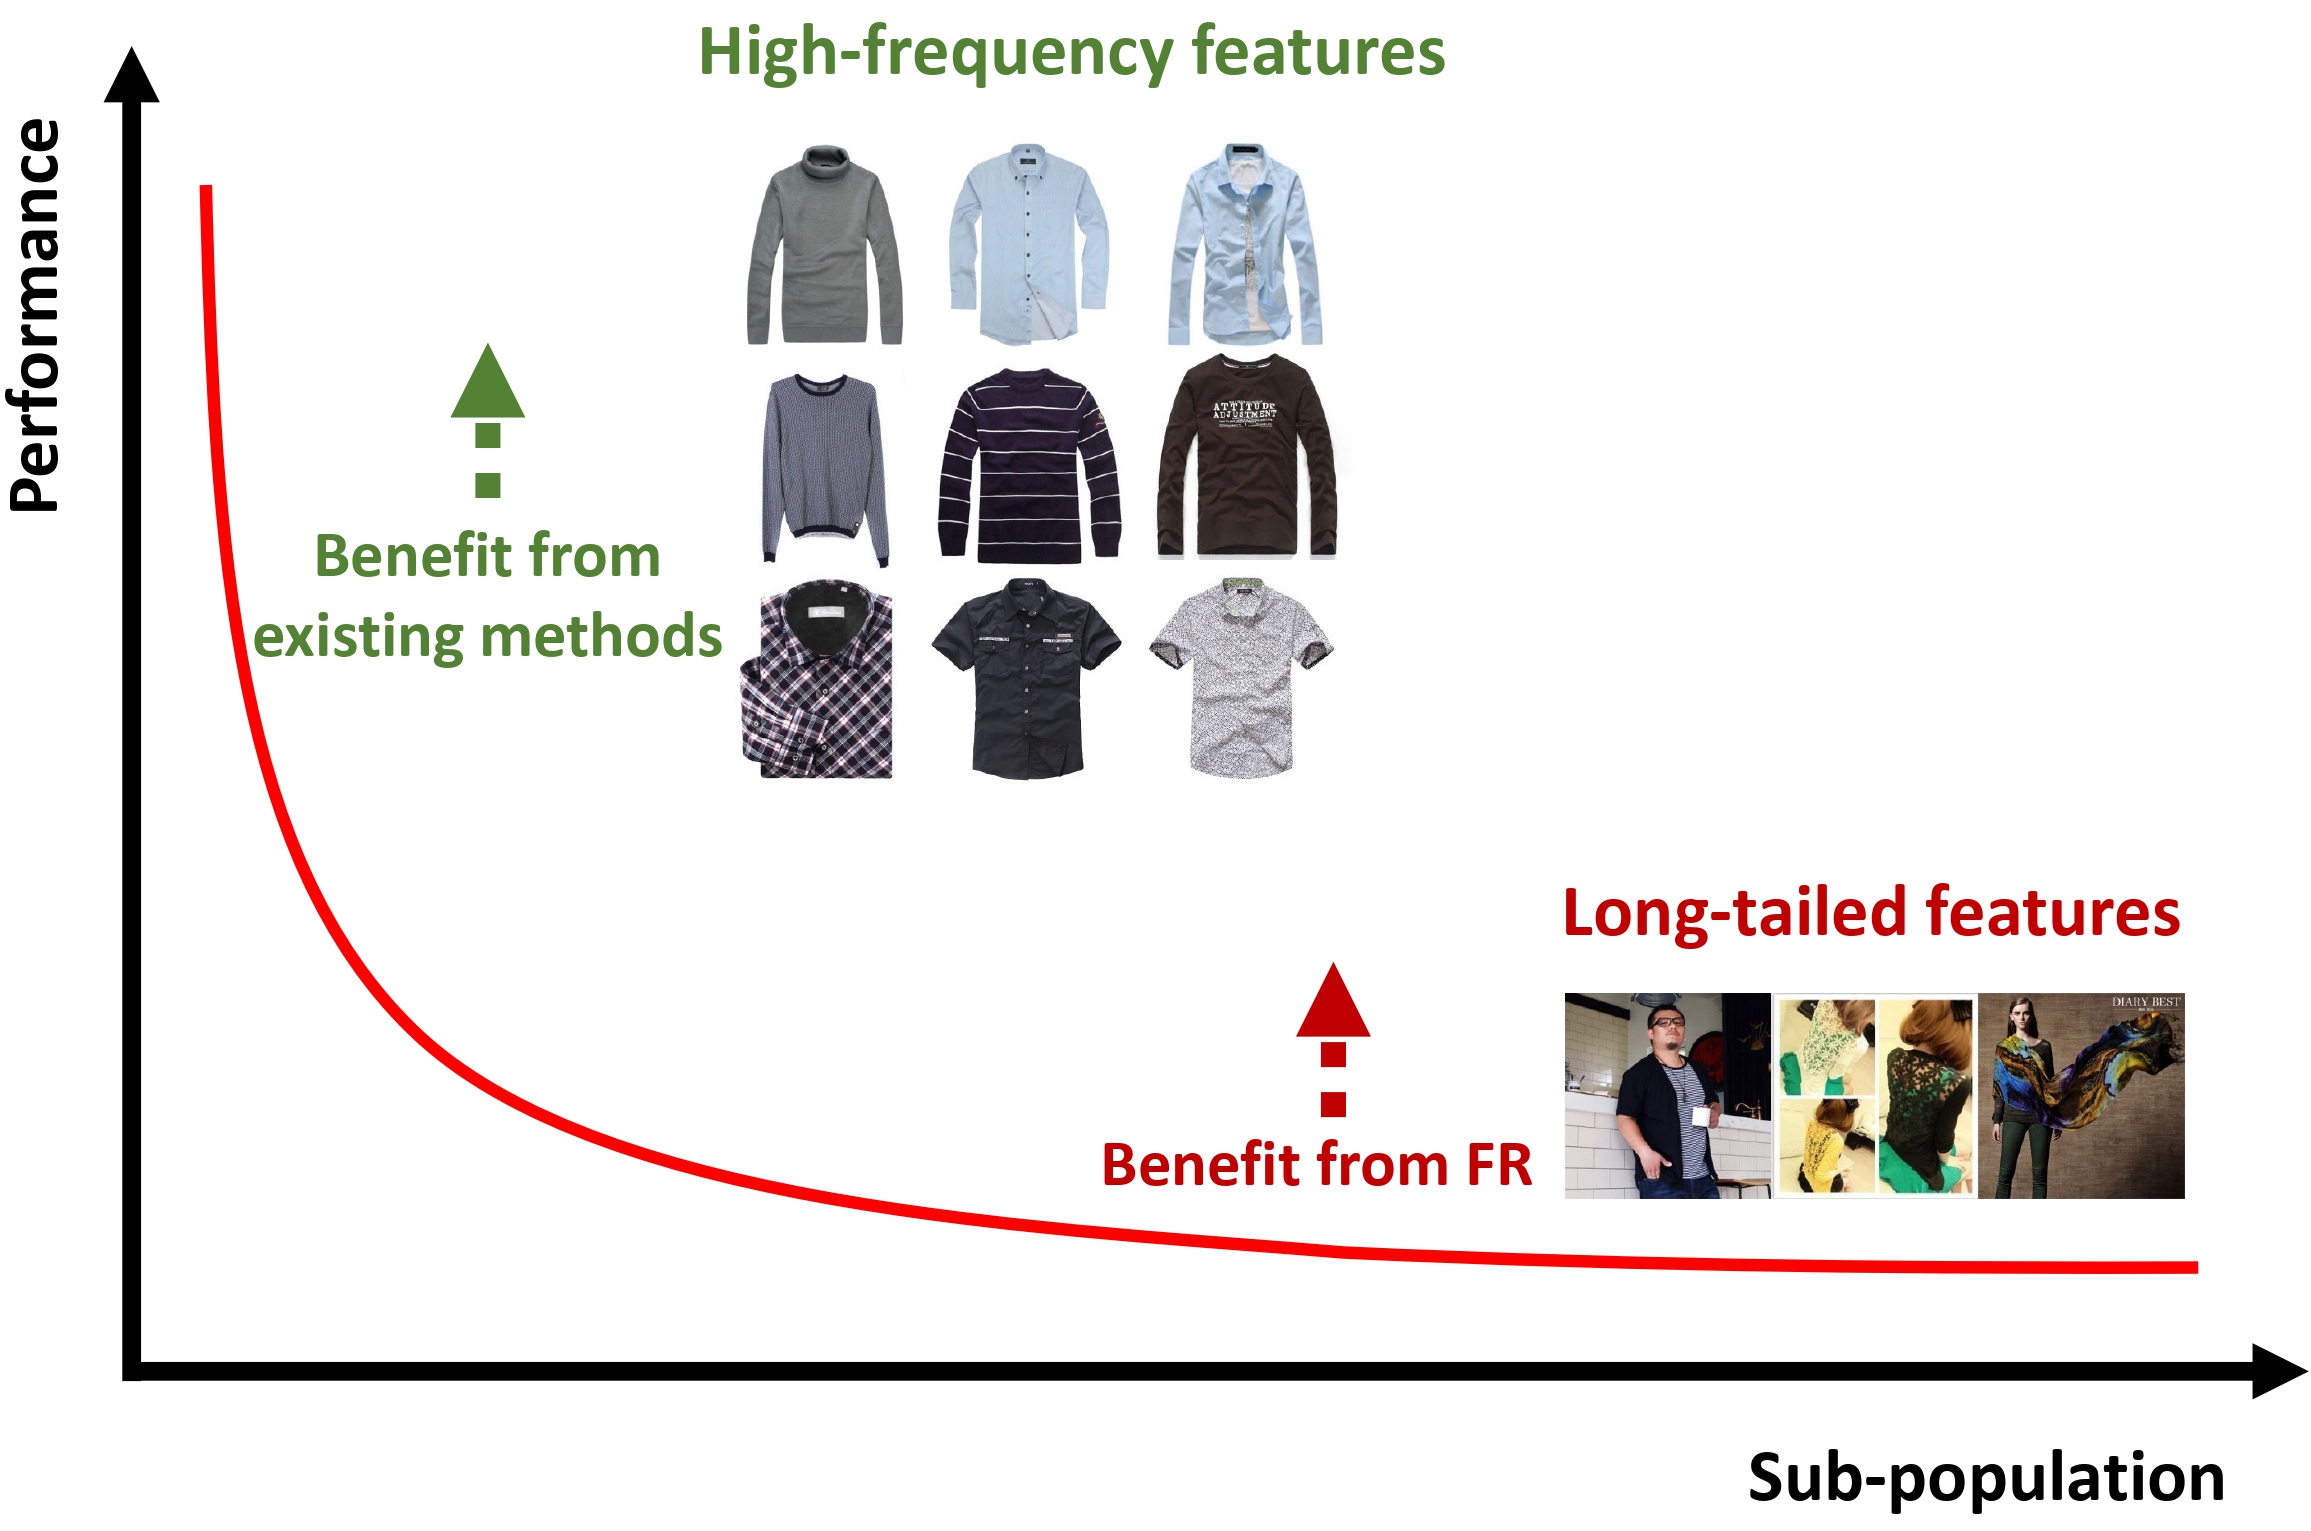 High-frequency features
Performance
ATTITUDE
ADJUSTMENT
Benefit from
existing methods
Long-tailed features
DIARY BEST
Benefit from FR
Sub-population